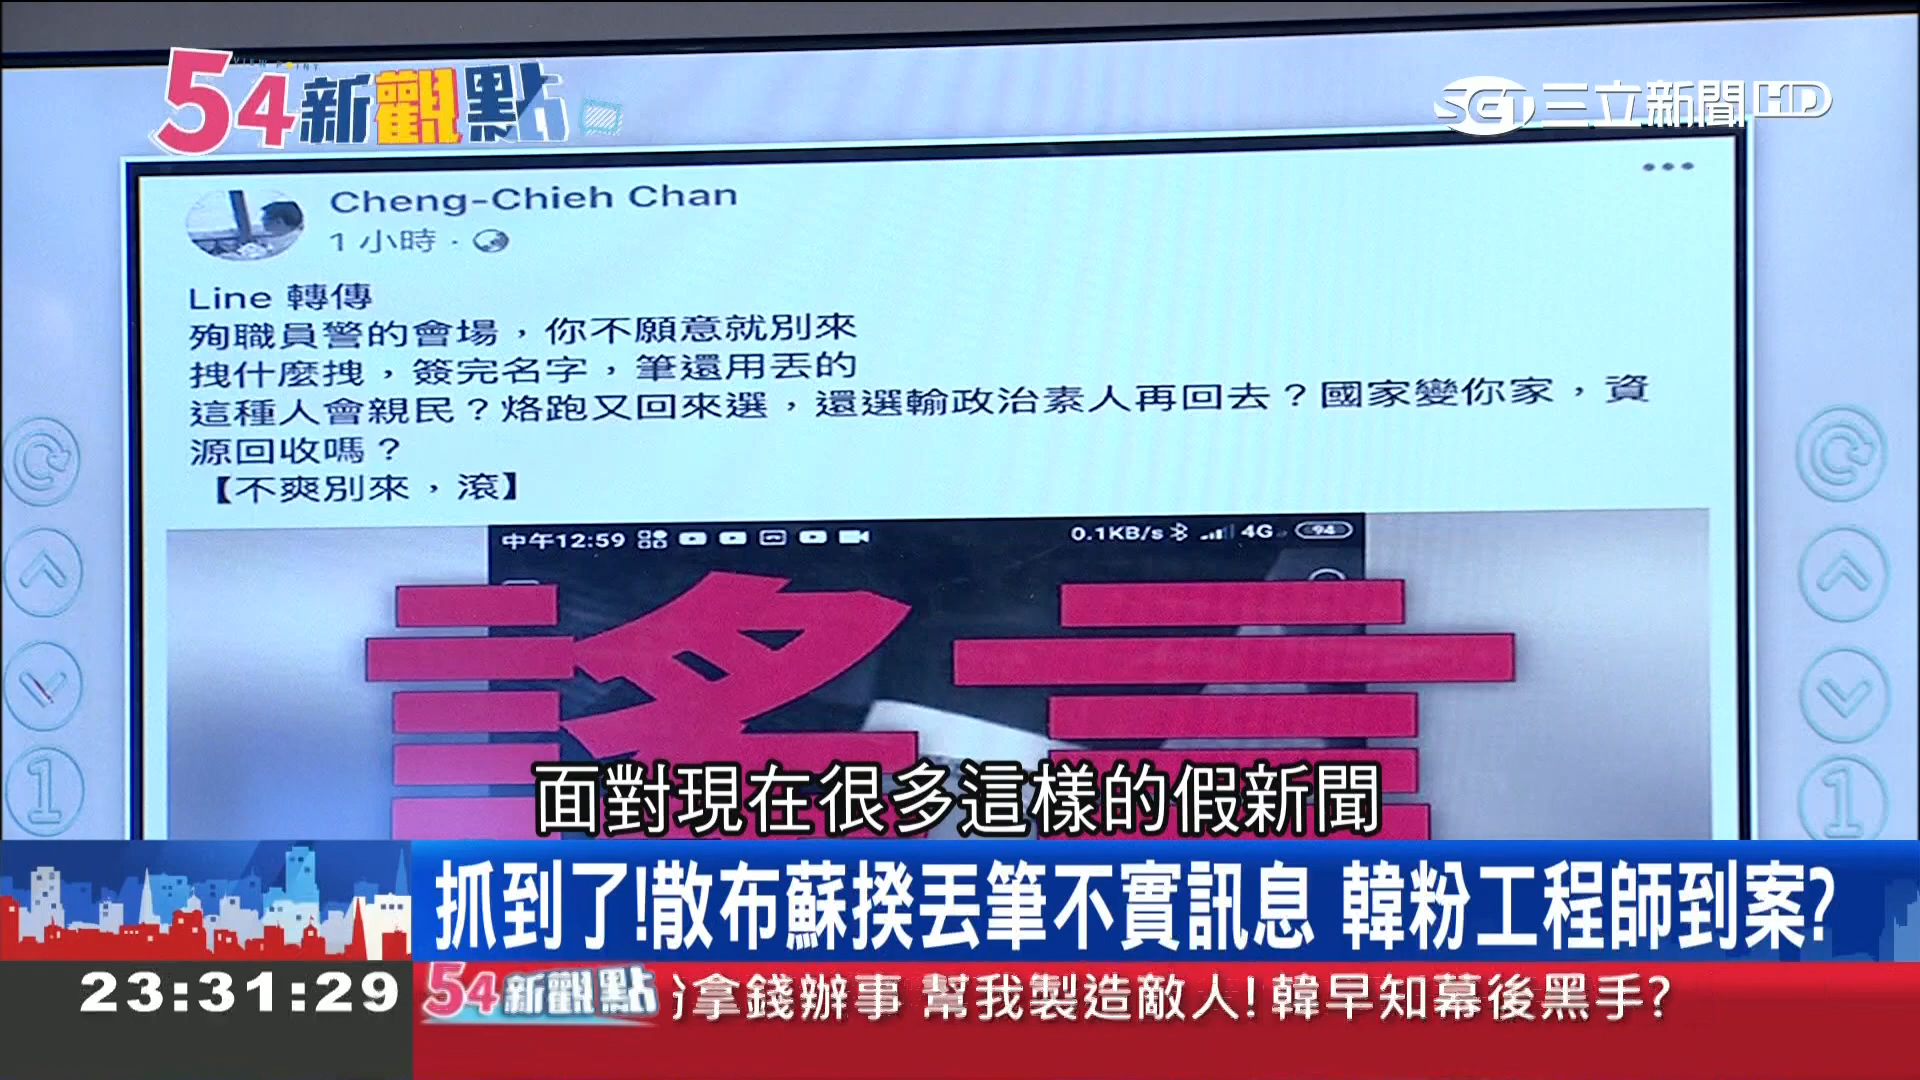 VIEW POINT
54新觀點
SET三立新聞HD
Cheng-Chieh Chan
1 小時 ·
Line 轉傳
殉職員警的會場，你不願意就別來
拽什麼拽，簽完名字，筆還用丟的
這種人會親民？烙跑又回來選，還選輸政治素人再回去？國家變你家，資
源回收嗎？
【不爽別來，滾】
中午12:59
0.1KB/s 4G 94
謠言
面對現在很多這樣的假新聞
抓到了!散布蘇揆丟筆不實訊息 韓粉工程師到案?
23:31:29
54新觀點
拿錢辦事 幫我製造敵人!韓早知幕後黑手?
1
1